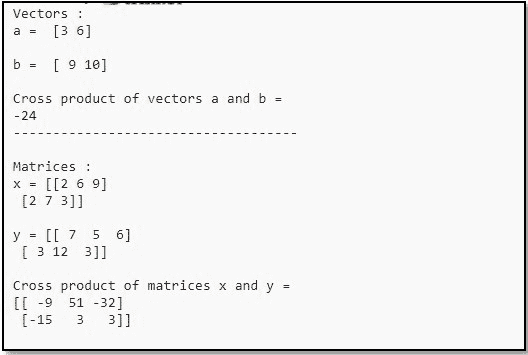 Vectors :
a =  [3 6]
b =  [ 9 10]
Cross product of vectors a and b =
-24
------------------------------------
Matrices :
x = [[2 6 9]
 [2 7 3]]
y = [[ 7  5  6]
 [ 3 12  3]]
Cross product of matrices x and y =
[[ -9  51 -32]
 [-15   3   3]]